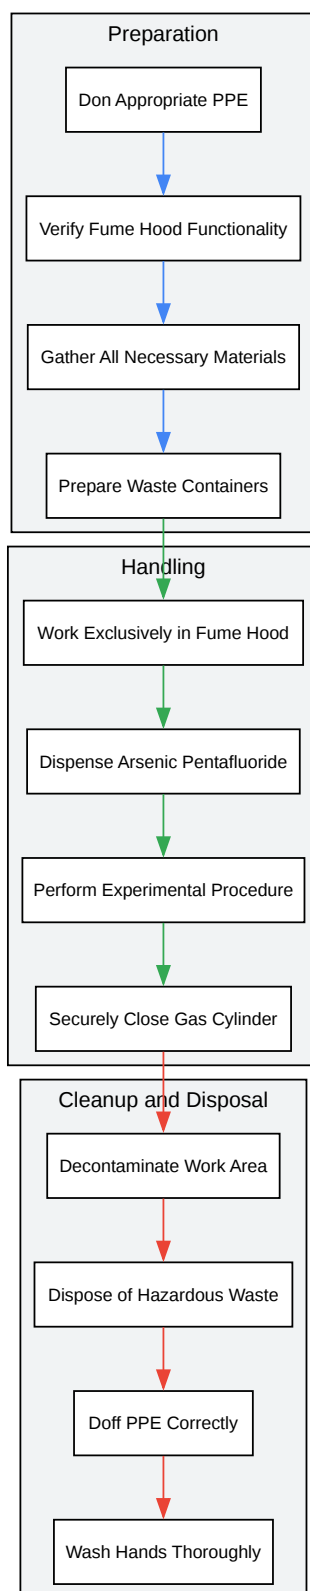 Preparation
Don Appropriate PPE
Verify Fume Hood Functionality
Gather All Necessary Materials
Prepare Waste Containers
Handling
Work Exclusively in Fume Hood
Dispense Arsenic Pentafluoride
Perform Experimental Procedure
Securely Close Gas Cylinder
Cleanup and Disposal
Decontaminate Work Area
Dispose of Hazardous Waste
Doff PPE Correctly
Wash Hands Thoroughly